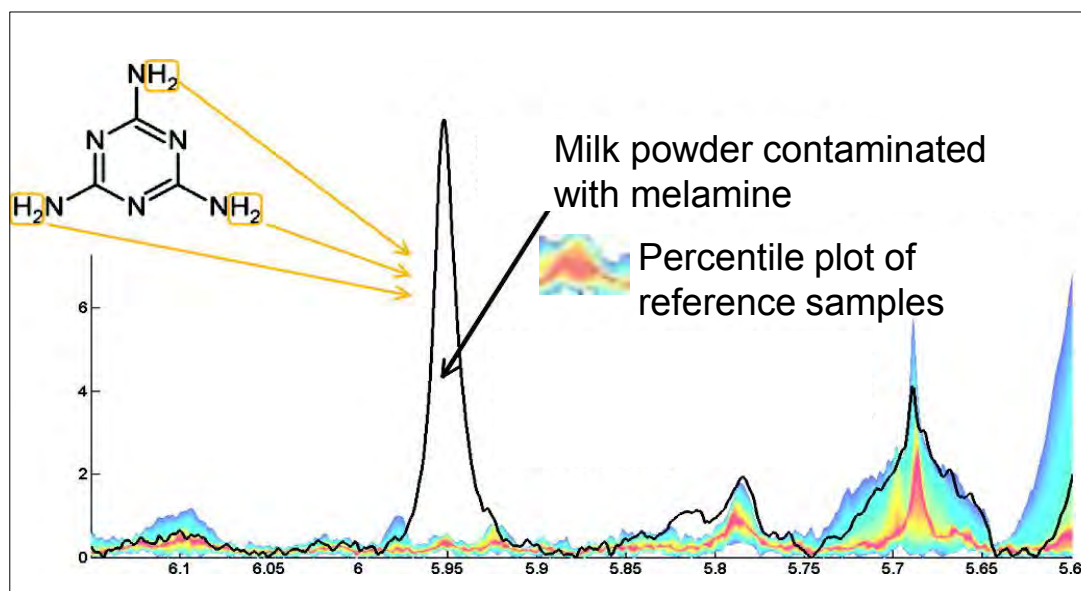 NH2
N N
H2N N NH2
Milk powder contaminated
with melamine
Percentile plot of
reference samples
6
4
2
0
6.1 6.05 6 5.95 5.9 5.85 5.8 5.75 5.7 5.65 5.6